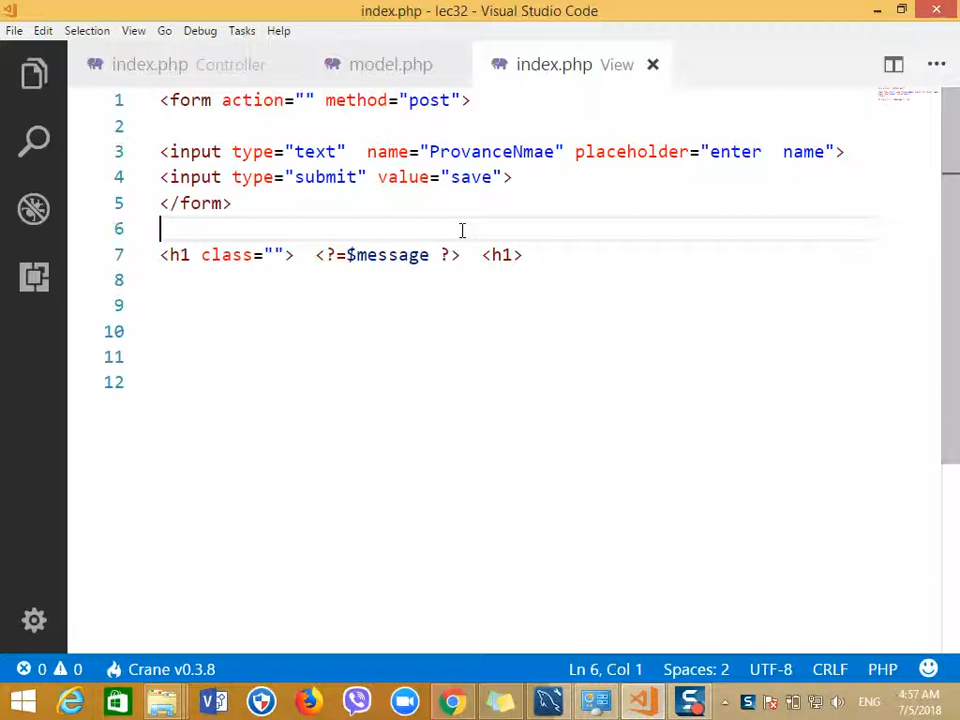 index.php - lec32 - Visual Studio Code
File Edit Selection View Go Debug Tasks Help
index.php Controller model.php index.php View
1 <form action="" method="post">
2
3 <input type="text"  name="ProvanceNmae" placeholder="enter  name">
4 <input type="submit" value="save">
5 </form>
6
7 <h1 class="">  <?=$message ?>  <h1>
8
9
10
11
12
0 0 Crane v0.3.8 Ln 6, Col 1 Spaces: 2 UTF-8 CRLF PHP
ENG 4:57 AM
7/5/2018